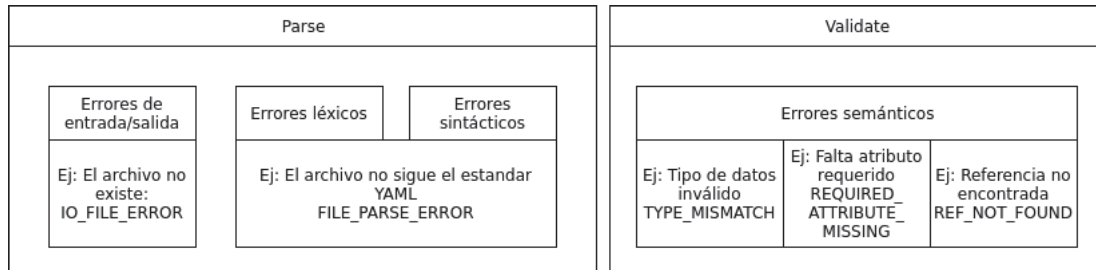 Parse
Errores de
entrada/salida
Ej: El archivo no
existe:
IO_FILE_ERROR
Errores léxicos
Errores
sintácticos
Ej: El archivo no sigue el estandar
YAML
FILE_PARSE_ERROR
Validate
Errores semánticos
Ej: Tipo de datos
inválido
TYPE_MISMATCH
Ej: Falta atributo
requerido
REQUIRED_
ATTRIBUTE_
MISSING
Ej: Referencia no
encontrada
REF_NOT_FOUND